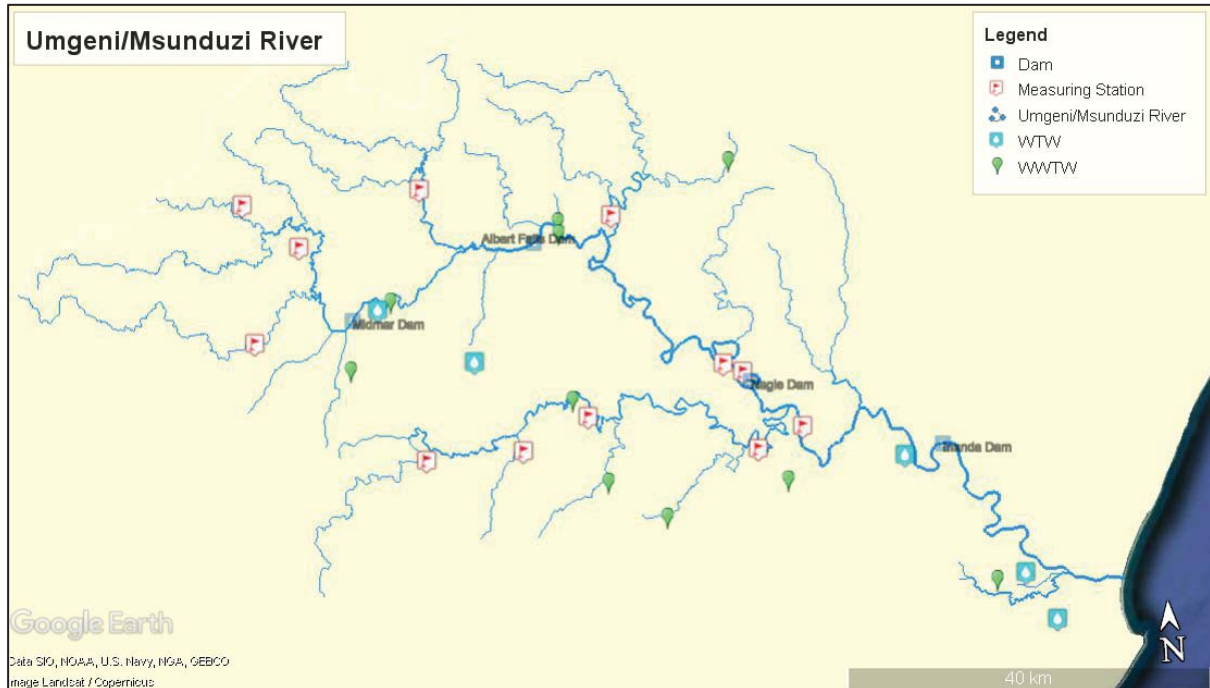 Umgeni/Msunduzi River
Legend
Dam
Measuring Station
Umgeni/Msunduzi River
WTW
WWTW
Albert Falls Dam
Midmar Dam
Nagle Dam
Inanda Dam
Google Earth
Data SIO, NOAA, U.S. Navy, NGA, GEBCO
Image Landsat / Copernicus
40 km
N